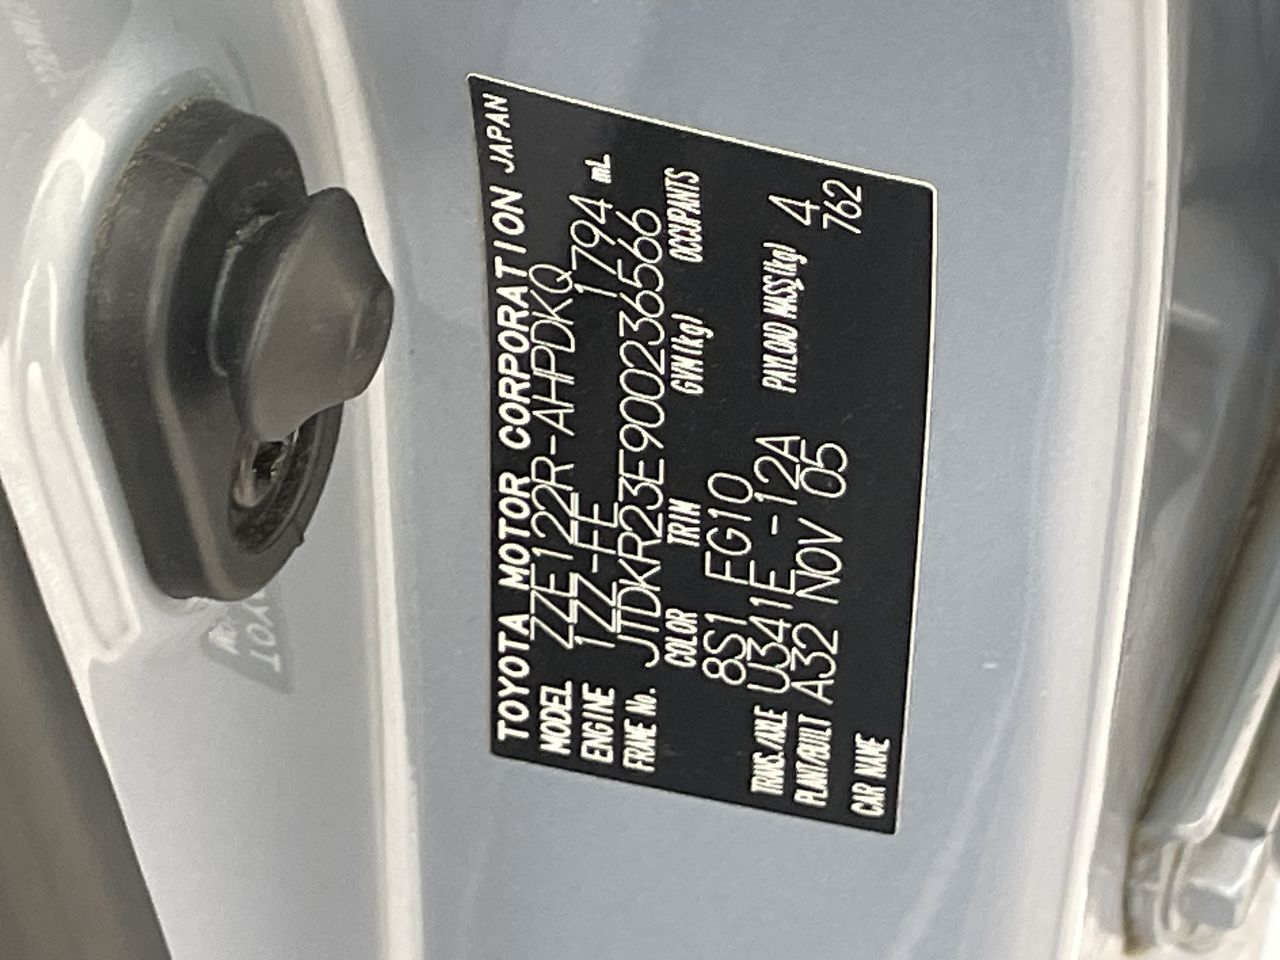 TOYOTA MOTOR CORPORATION JAPAN
MODEL ZZE122R-AHPDKQ
ENGINE 1ZZ-FE 1794 mL
FRAME No. JTDKR23E900236566
COLOR TRIM GVM(kg) OCCUPANTS
8S1 FG10
TRANS./AXLE U341E -12A PAYLOAD MASS(kg) 4
PLANT/BUILT A32 NOV 05 762
CAR NAME